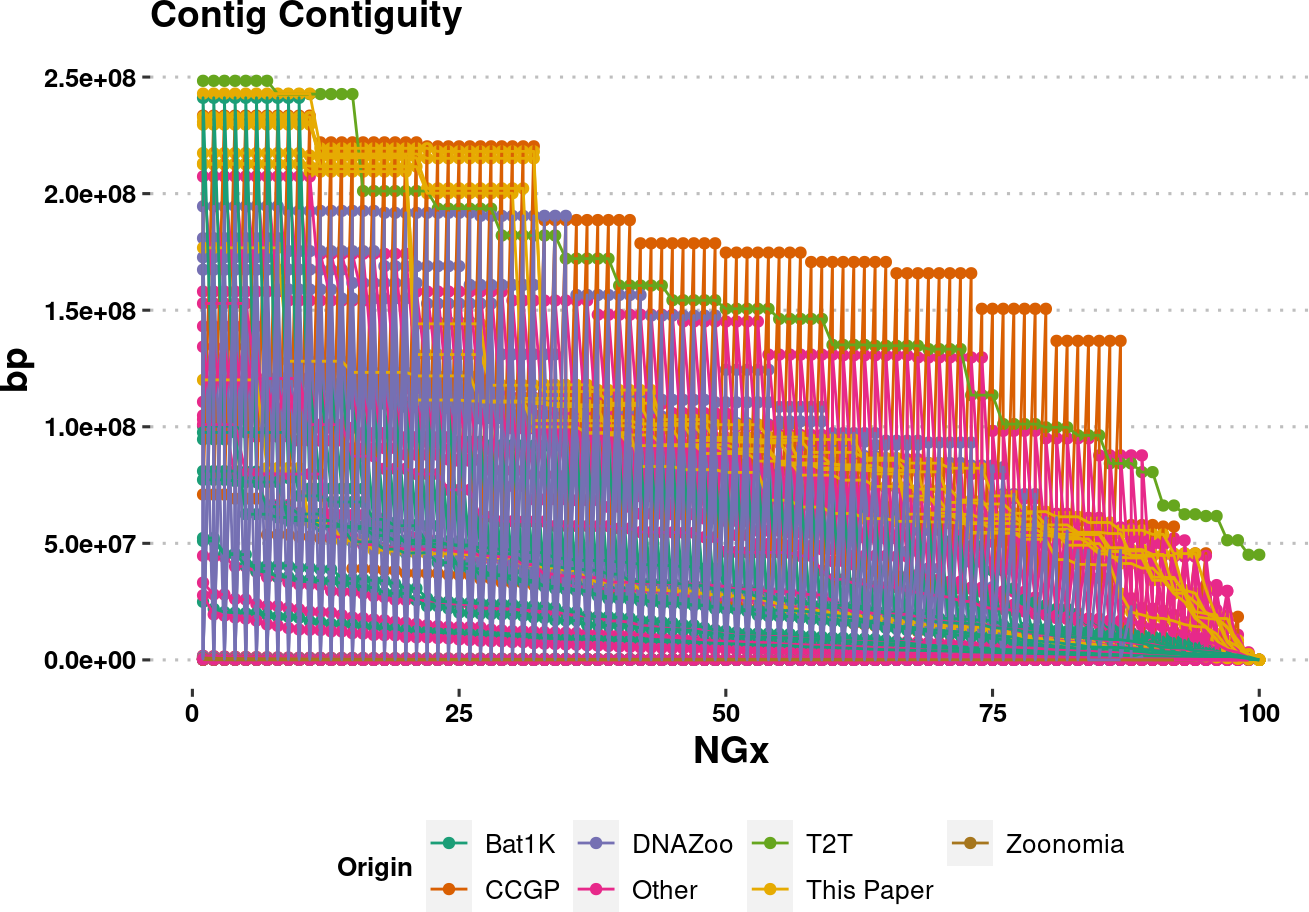 Contig Contiguity
2.5e+08
2.0e+08
1.5e+08
1.0e+08
5.0e+07
0.0e+00
bp
0 25 50 75 100
NGx
Origin
Bat1K DNAZoo T2T Zoonomia
CCGP Other This Paper